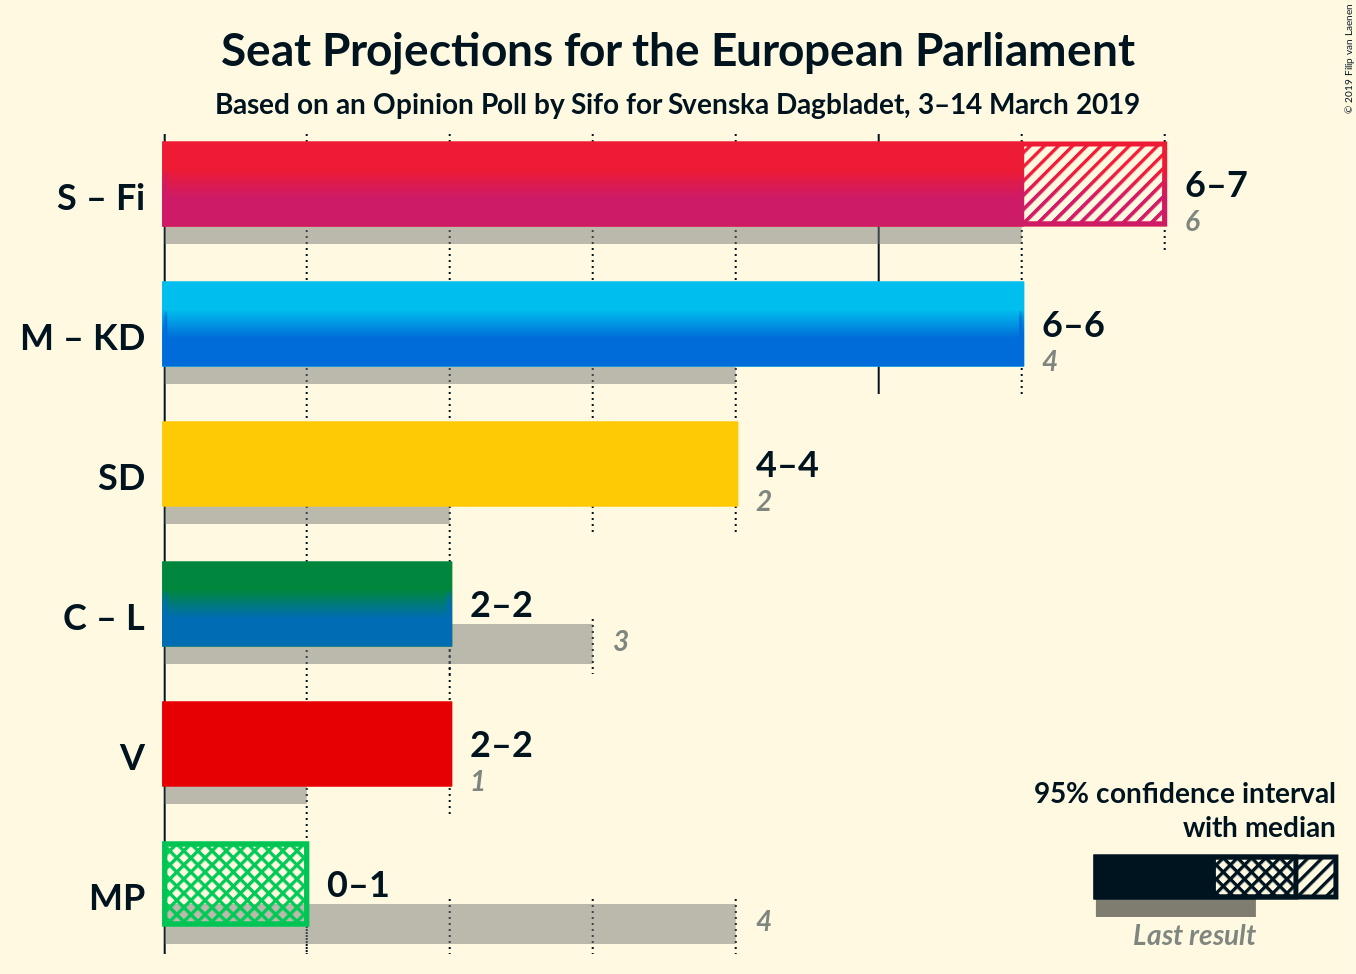 Seat Projections for the European Parliament
Based on an Opinion Poll by Sifo for Svenska Dagbladet, 3–14 March 2019
© 2019 Filip van Laenen
S – Fi
6–7
6
M – KD
6–6
4
SD
4–4
2
C – L
2–2
3
V
2–2
1
MP
0–1
4
95% confidence interval
with median
Last result